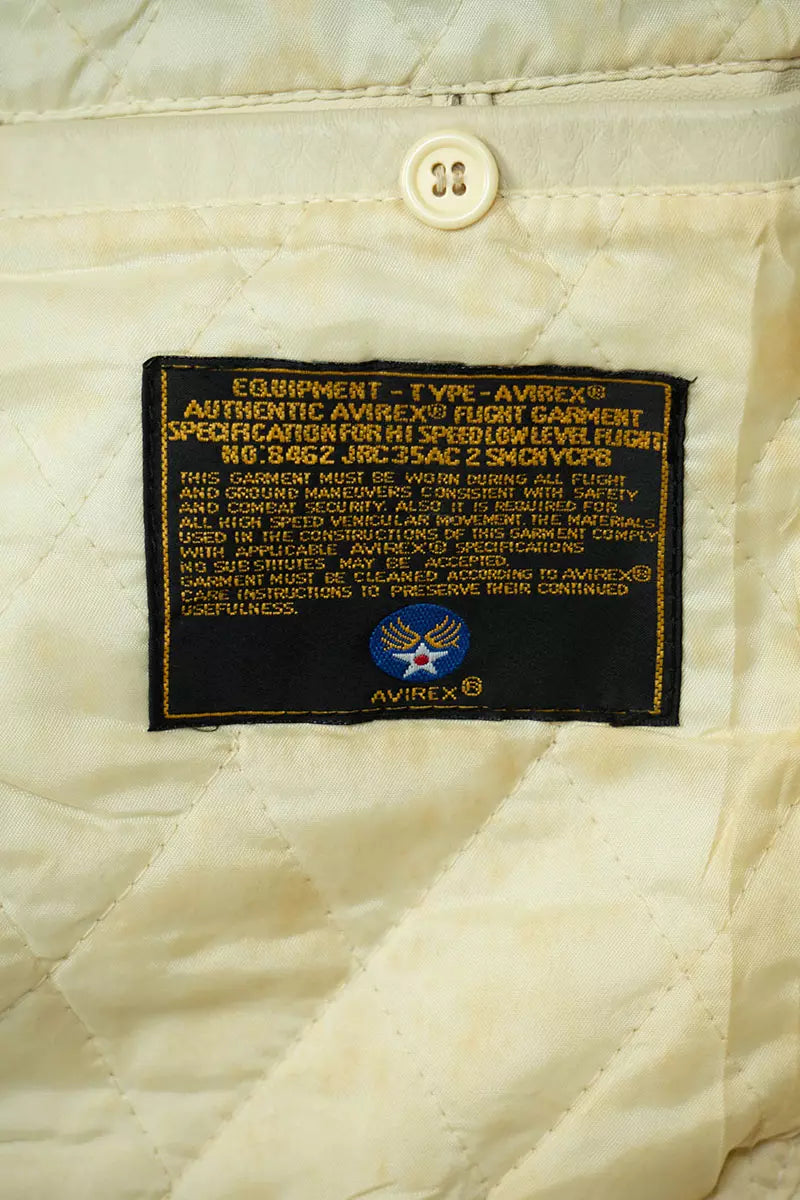 EQUIPMENT - TYPE - AVIREX®
AUTHENTIC AVIREX® FLIGHT GARMENT
SPECIFICATION FOR HI SPEED LOW LEVEL FLIGHT
NO:8462 JRC35AC 2 SMCNYCPB
THIS GARMENT MUST BE WORN DURING ALL FLIGHT
AND GROUND MANEUVERS CONSISTENT WITH SAFETY
AND COMBAT SECURITY. ALSO IT IS REQUIRED FOR
ALL HIGH SPEED VEHICULAR MOVEMENT. THE MATERIALS
USED IN THE CONSTRUCTIONS OF THIS GARMENT COMPLY
WITH APPLICABLE AVIREX® SPECIFICATIONS
NO SUBSTITUTES MAY BE ACCEPTED.
GARMENT MUST BE CLEANED ACCORDING TO AVIREX®
CARE INSTRUCTIONS TO PRESERVE THEIR CONTINUED
USEFULNESS.
AVIREX®